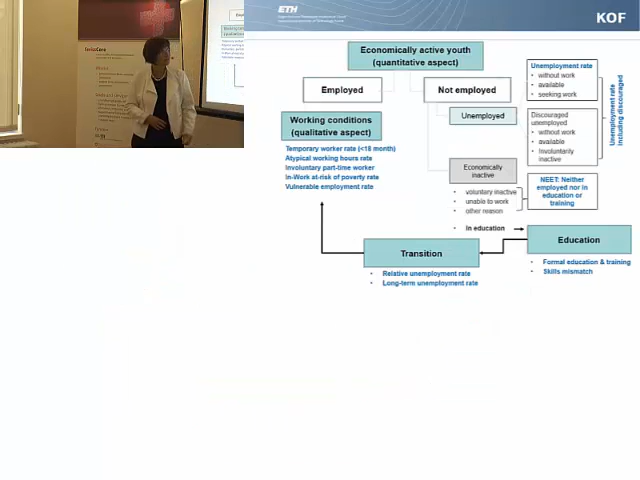 ETH
KOF
Economically active youth
(quantitative aspect)
Employed
Not employed
Working conditions
(qualitative aspect)
Temporary worker rate (<18 month)
Atypical working hours rate
Involuntary part-time worker
In-Work at-risk of poverty rate
Vulnerable employment rate
Unemployed
Unemployment rate
• without work
• available
• seeking work
Discouraged
unemployed
• without work
• available
• Involuntarily
inactive
Unemployment rate
including discouraged
Economically
inactive
• voluntary inactive
• unable to work
• other reason
• In education
NEET: Neither
employed nor in
education or
training
Education
• Formal education & training
• Skills mismatch
Transition
• Relative unemployment rate
• Long-term unemployment rate